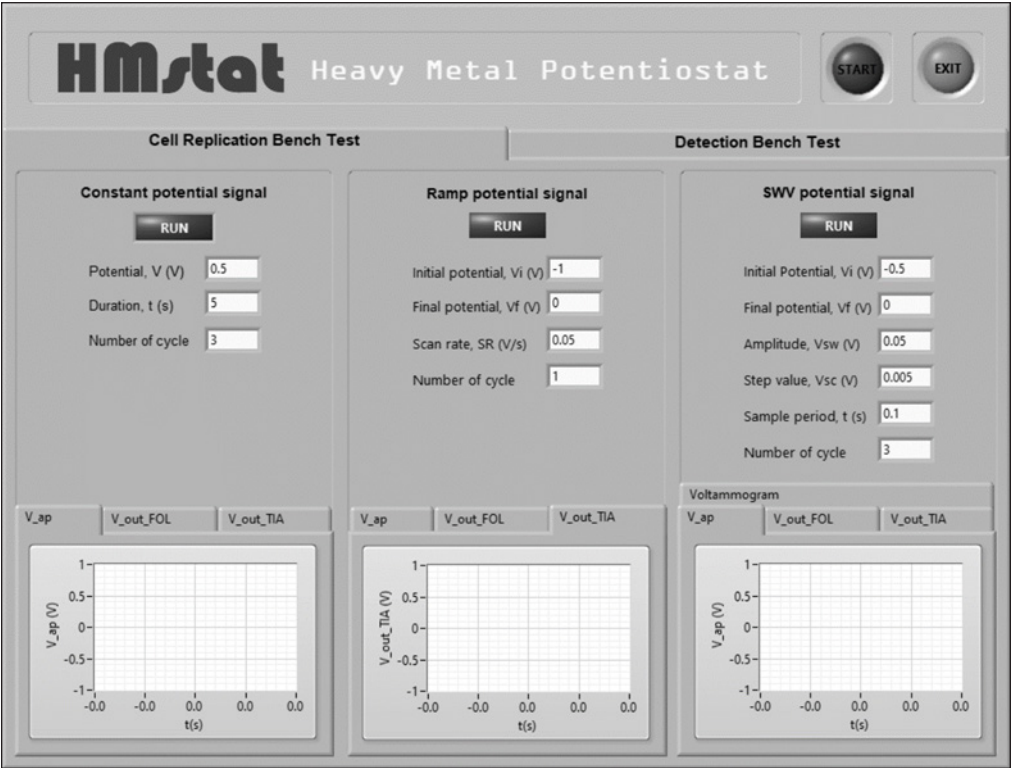 HMstat Heavy Metal Potentiostat
START
EXIT
Cell Replication Bench Test
Detection Bench Test
Constant potential signal
RUN
Potential, V (V) 0.5
Duration, t (s) 5
Number of cycle 3
V_ap V_out_FOL V_out_TIA
V_ap (V)
1
0.5
0
-0.5
-1
-0.0 -0.0 0.0 0.0 0.0
t(s)
Ramp potential signal
RUN
Initial potential, Vi (V) -1
Final potential, Vf (V) 0
Scan rate, SR (V/s) 0.05
Number of cycle 1
V_ap V_out_FOL V_out_TIA
V_out_TIA (V)
1
0.5
0
-0.5
-1
-0.0 -0.0 0.0 0.0 0.0
t(s)
SWV potential signal
RUN
Initial Potential, Vi (V) -0.5
Final potential, Vf (V) 0
Amplitude, Vsw (V) 0.05
Step value, Vsc (V) 0.005
Sample period, t (s) 0.1
Number of cycle 3
Voltammogram
V_ap V_out_FOL V_out_TIA
V_ap (V)
1
0.5
0
-0.5
-1
-0.0 -0.0 0.0 0.0 0.0
t(s)